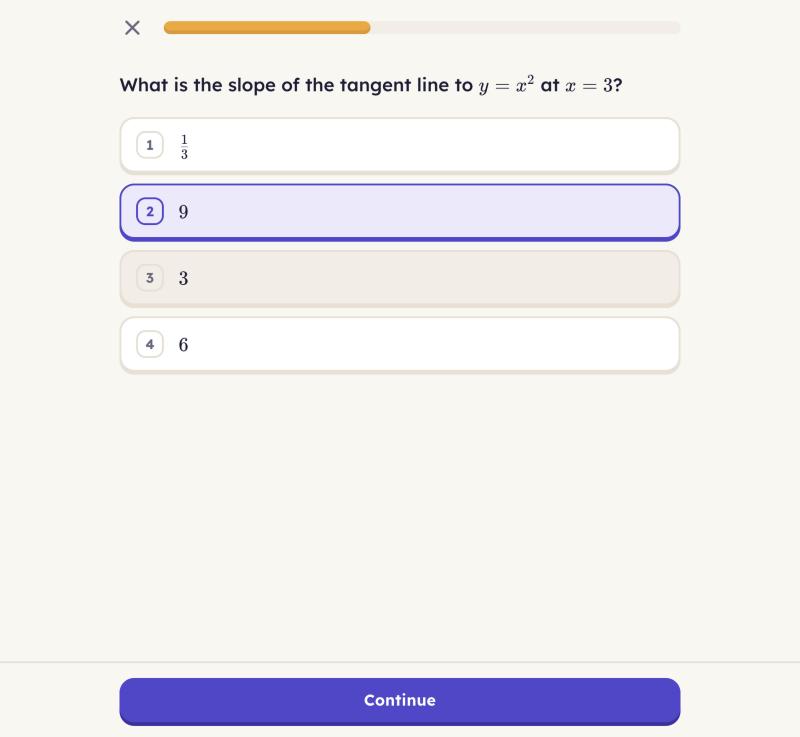 What is the slope of the tangent line to y = x² at x = 3?
1 1/3
2 9
3 3
4 6
Continue